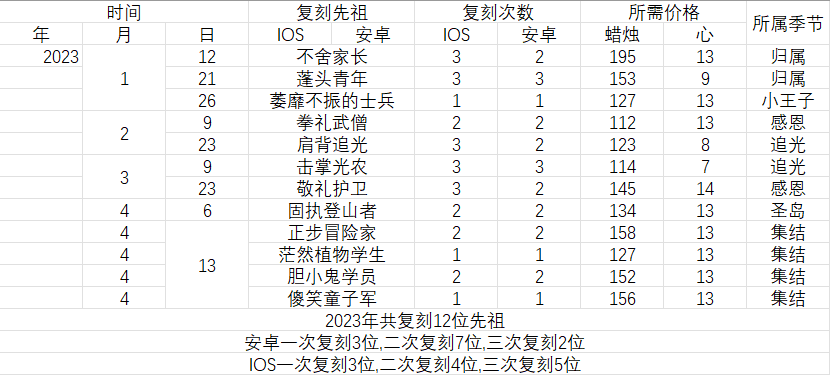 时间 复刻先祖 复刻次数 所需价格 所属季节
年 月 日 IOS 安卓 IOS 安卓 蜡烛 心
2023 1 12 不舍家长 3 2 195 13 归属
21 蓬头青年 3 3 153 9 归属
26 萎靡不振的士兵 1 1 127 13 小王子
2 9 拳礼武僧 2 2 112 13 感恩
23 肩背追光 3 2 123 8 追光
3 9 击掌光农 3 3 114 7 追光
23 敬礼护卫 3 2 145 14 感恩
4 6 固执登山者 2 2 134 13 圣岛
4 13 正步冒险家 2 2 158 13 集结
4 茫然植物学生 1 1 127 13 集结
4 胆小鬼学员 2 2 152 13 集结
4 傻笑童子军 1 1 156 13 集结
2023年共复刻12位先祖
安卓一次复刻3位,二次复刻7位,三次复刻2位
IOS一次复刻3位,二次复刻4位,三次复刻5位